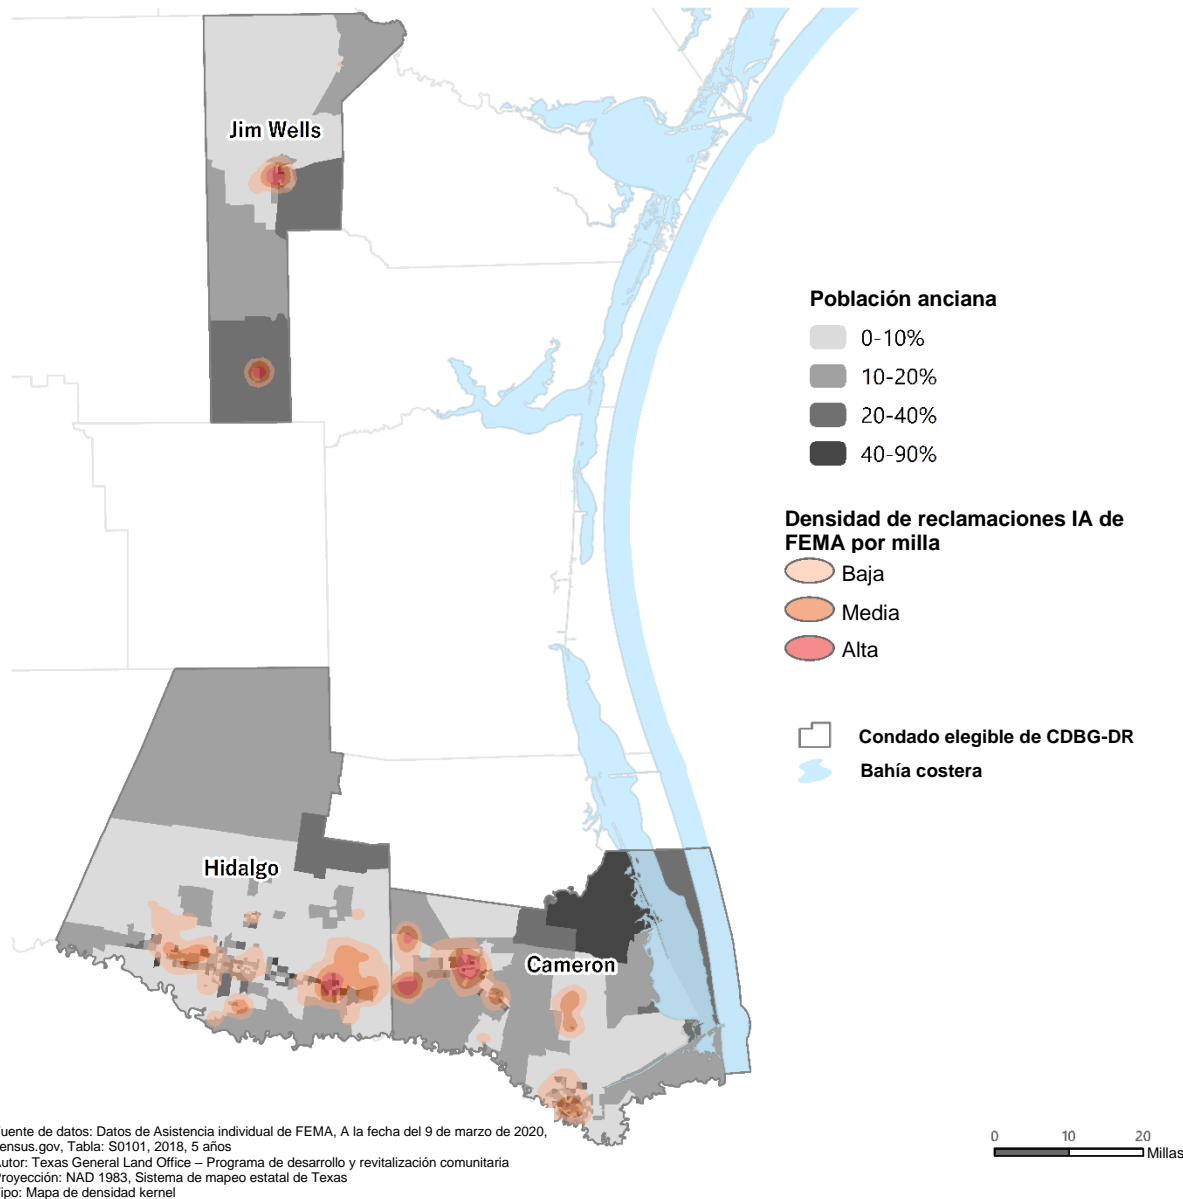 Jim Wells
Hidalgo
Cameron
Población anciana
0-10%
10-20%
20-40%
40-90%
Densidad de reclamaciones IA de
FEMA por milla
Baja
Media
Alta
Condado elegible de CDBG-DR
Bahía costera
uente de datos: Datos de Asistencia individual de FEMA, A la fecha del 9 de marzo de 2020,
ensus.gov, Tabla: S0101, 2018, 5 años
utor: Texas General Land Office – Programa de desarrollo y revitalización comunitaria
royección: NAD 1983, Sistema de mapeo estatal de Texas
ipo: Mapa de densidad kernel
0 10 20
Millas